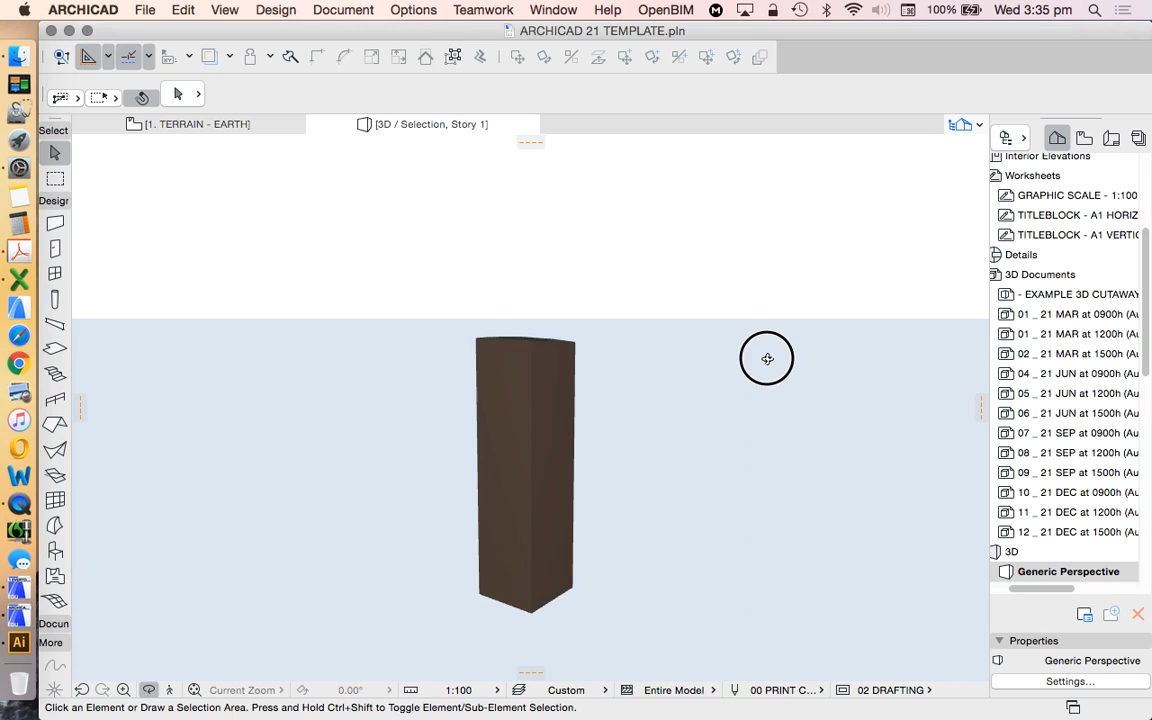 ARCHICAD File Edit View Design Document Options Teamwork Window Help OpenBIM 100% Wed 3:35 pm
ARCHICAD 21 TEMPLATE.pln
[1. TERRAIN - EARTH]
[3D / Selection, Story 1]
Select
Design
Docun
More
Interior Elevations
Worksheets
GRAPHIC SCALE - 1:100
TITLEBLOCK - A1 HORIZ
TITLEBLOCK - A1 VERTIC
Details
3D Documents
- EXAMPLE 3D CUTAWAY
01 _ 21 MAR at 0900h (Au
01 _ 21 MAR at 1200h (Au
02 _ 21 MAR at 1500h (Au
04 _ 21 JUN at 0900h (Au
05 _ 21 JUN at 1200h (Au
06 _ 21 JUN at 1500h (Au
07 _ 21 SEP at 0900h (Au
08 _ 21 SEP at 1200h (Au
09 _ 21 SEP at 1500h (Au
10 _ 21 DEC at 0900h (Au
11 _ 21 DEC at 1200h (Au
12 _ 21 DEC at 1500h (Au
3D
Generic Perspective
Properties
Generic Perspective
Settings...
Current Zoom 0.00° 1:100 Custom Entire Model 00 PRINT C... 02 DRAFTING
Click an Element or Draw a Selection Area. Press and Hold Ctrl+Shift to Toggle Element/Sub-Element Selection.